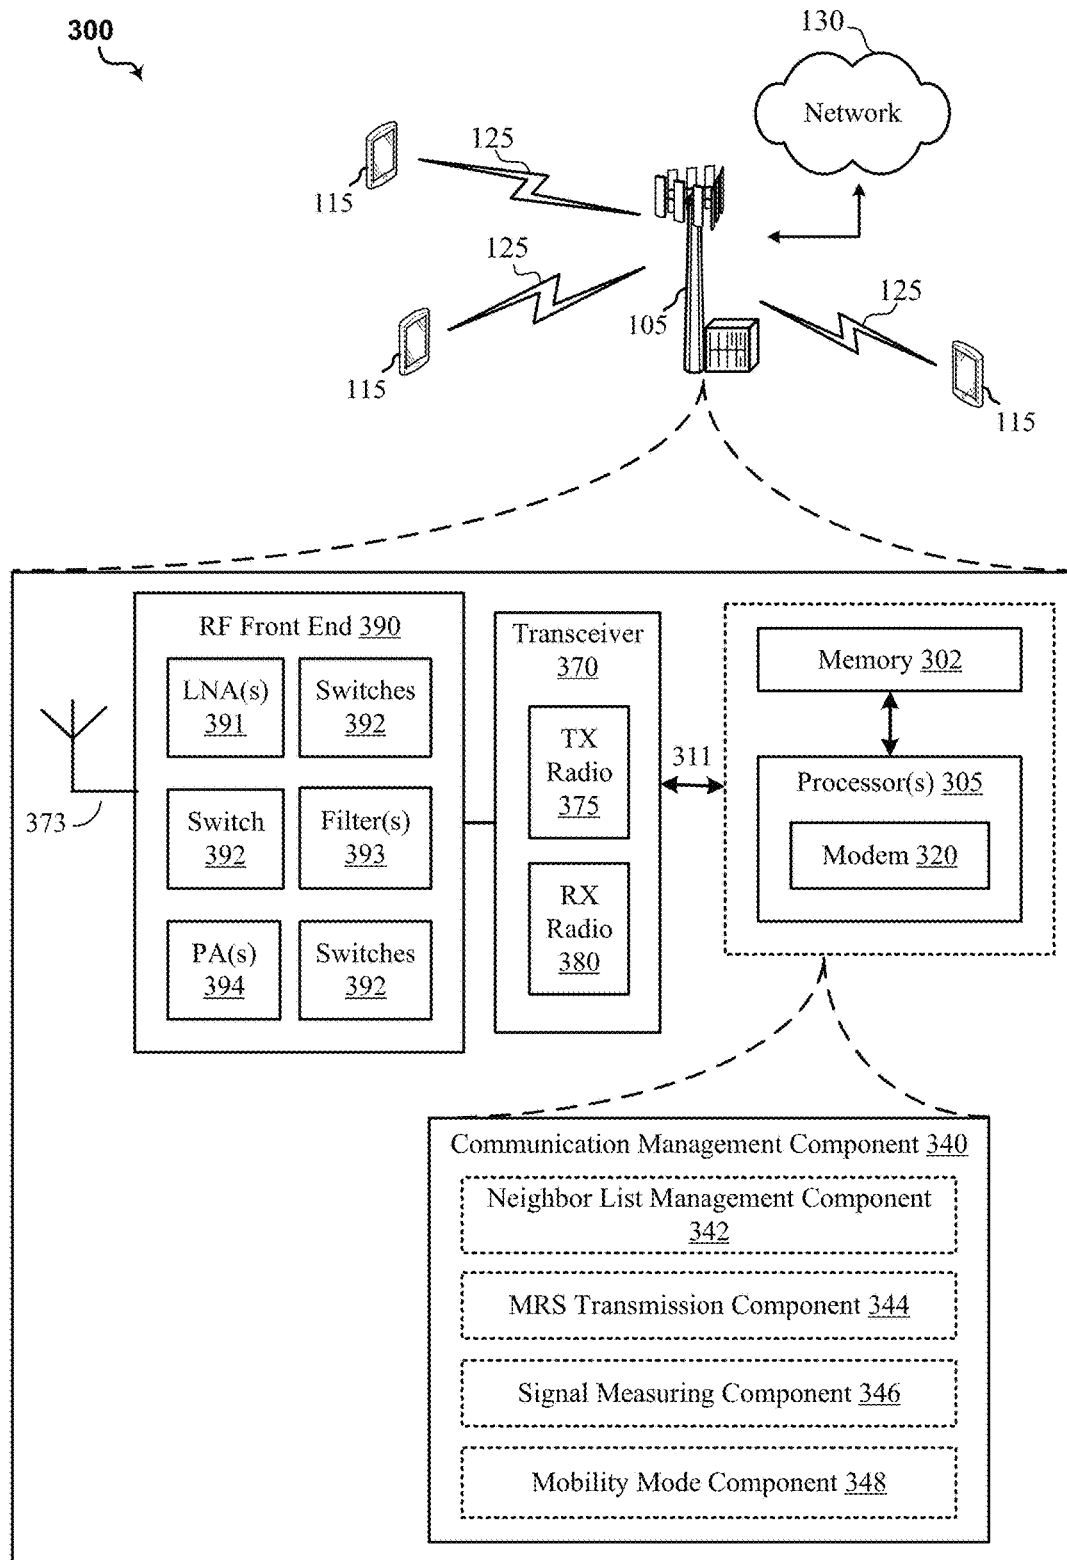 300
130
Network
125
115
125
115
105
125
115
RF Front End 390
LNA(s)
391
Switches
392
Switch
392
Filter(s)
393
PA(s)
394
Switches
392
373
Transceiver
370
TX
Radio
375
RX
Radio
380
311
Memory 302
Processor(s) 305
Modem 320
Communication Management Component 340
Neighbor List Management Component
342
MRS Transmission Component 344
Signal Measuring Component 346
Mobility Mode Component 348